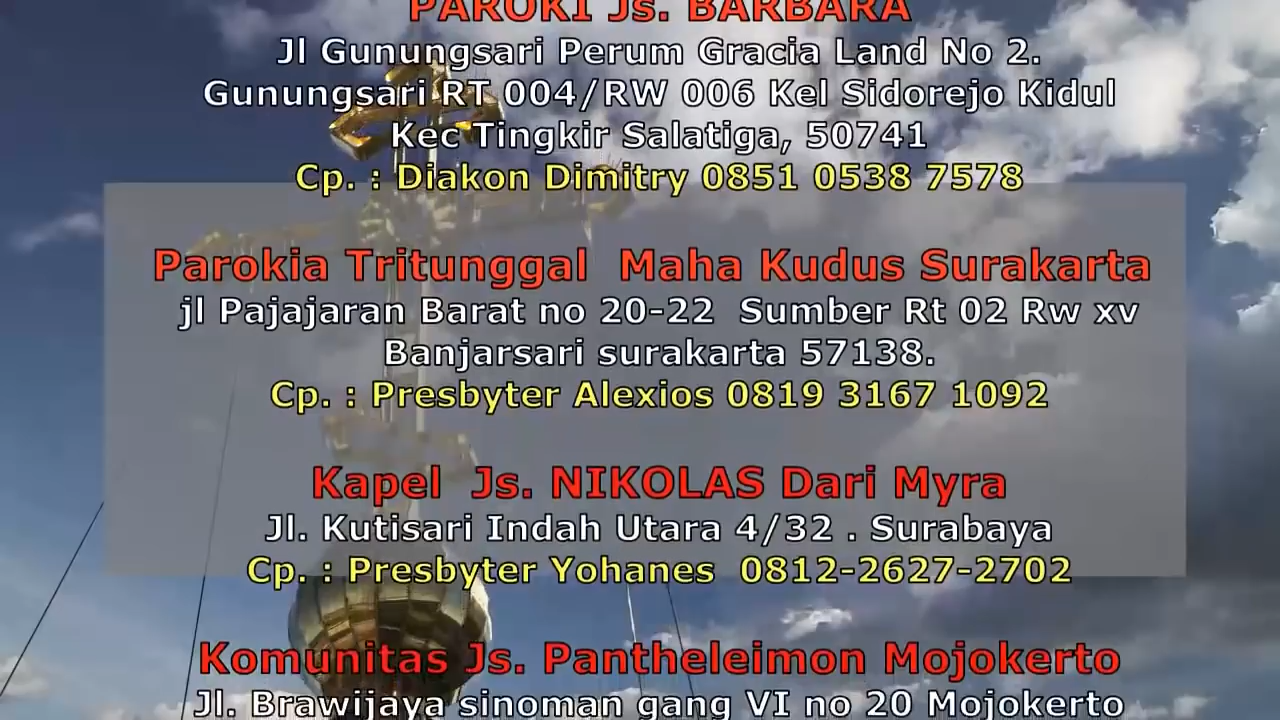 PAROKI Js. BARBARA
Jl Gunungsari Perum Gracia Land No 2.
Gunungsari RT 004/RW 006 Kel Sidorejo Kidul
Kec Tingkir Salatiga, 50741
Cp. : Diakon Dimitry 0851 0538 7578
Parokia Tritunggal  Maha Kudus Surakarta
jl Pajajaran Barat no 20-22  Sumber Rt 02 Rw xv
Banjarsari surakarta 57138.
Cp. : Presbyter Alexios 0819 3167 1092
Kapel  Js. NIKOLAS Dari Myra
Jl. Kutisari Indah Utara 4/32 . Surabaya
Cp. : Presbyter Yohanes  0812-2627-2702
Komunitas Js. Pantheleimon Mojokerto
Jl. Brawijaya sinoman gang VI no 20 Mojokerto